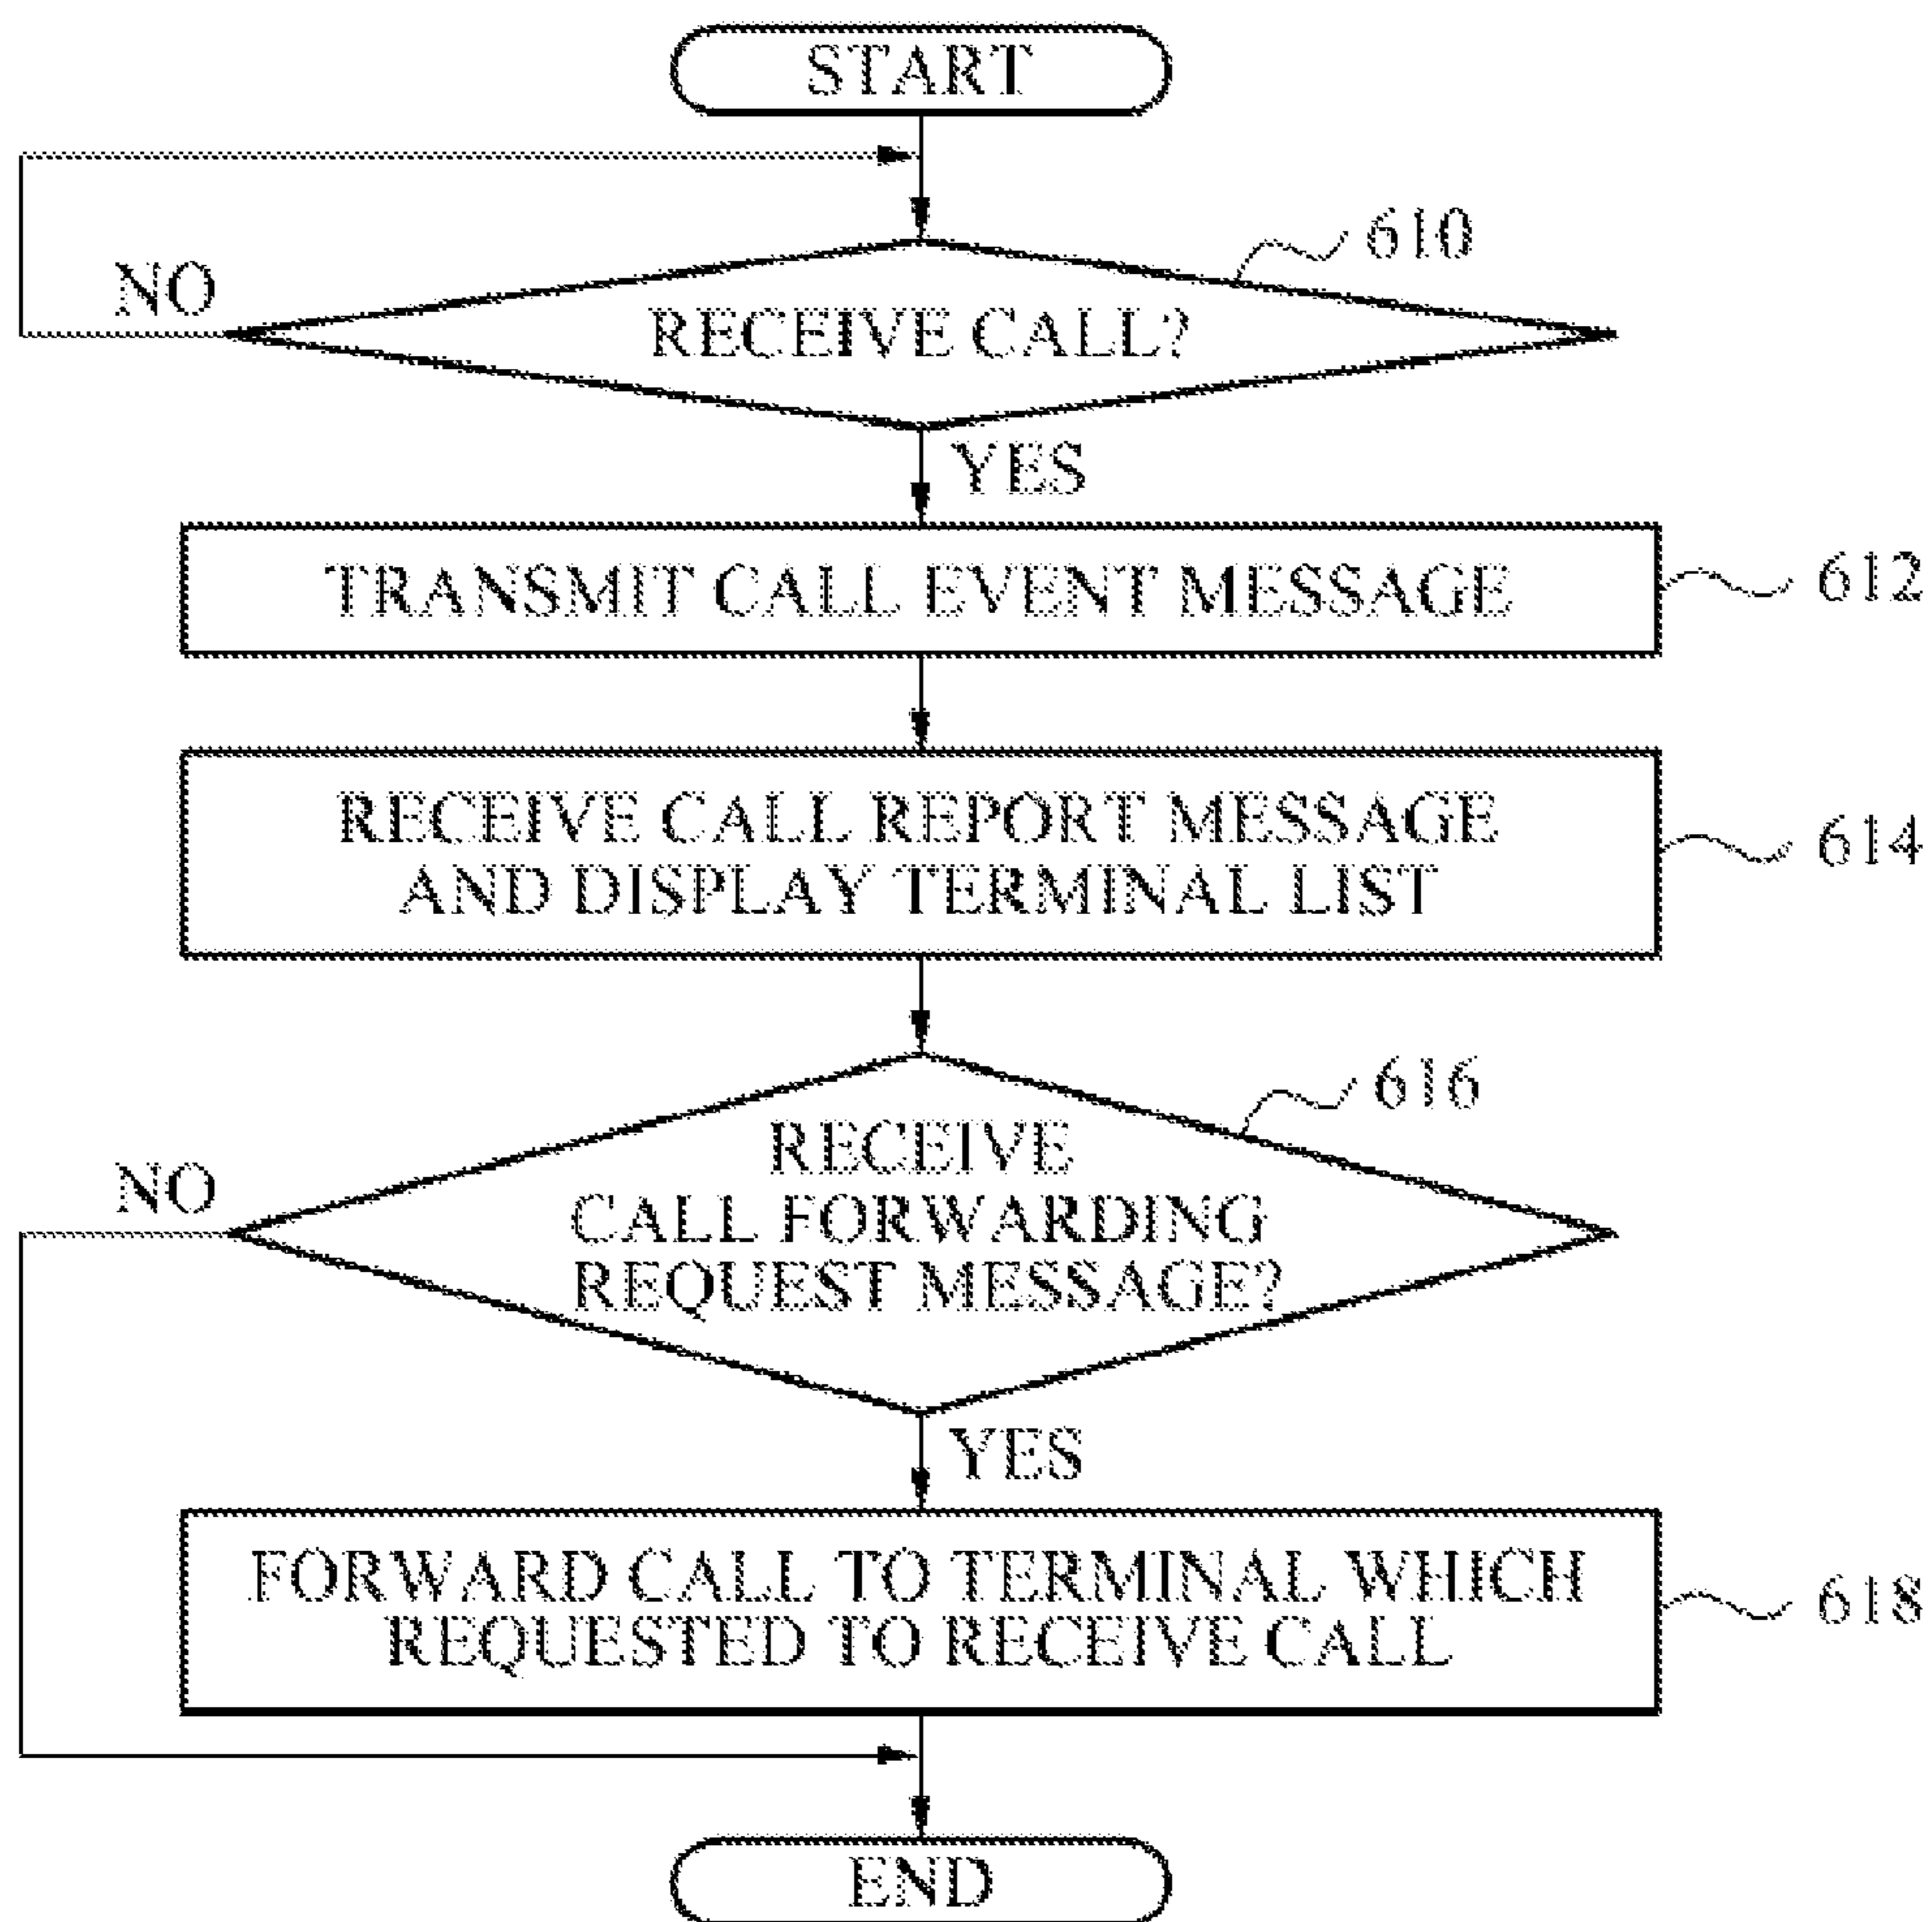 START
610
NO
RECEIVE CALL?
YES
TRANSMIT CALL EVENT MESSAGE
612
RECEIVE CALL REPORT MESSAGE
AND DISPLAY TERMINAL LIST
614
616
NO
RECEIVE
CALL FORWARDING
REQUEST MESSAGE?
YES
FORWARD CALL TO TERMINAL WHICH
REQUESTED TO RECEIVE CALL
618
END